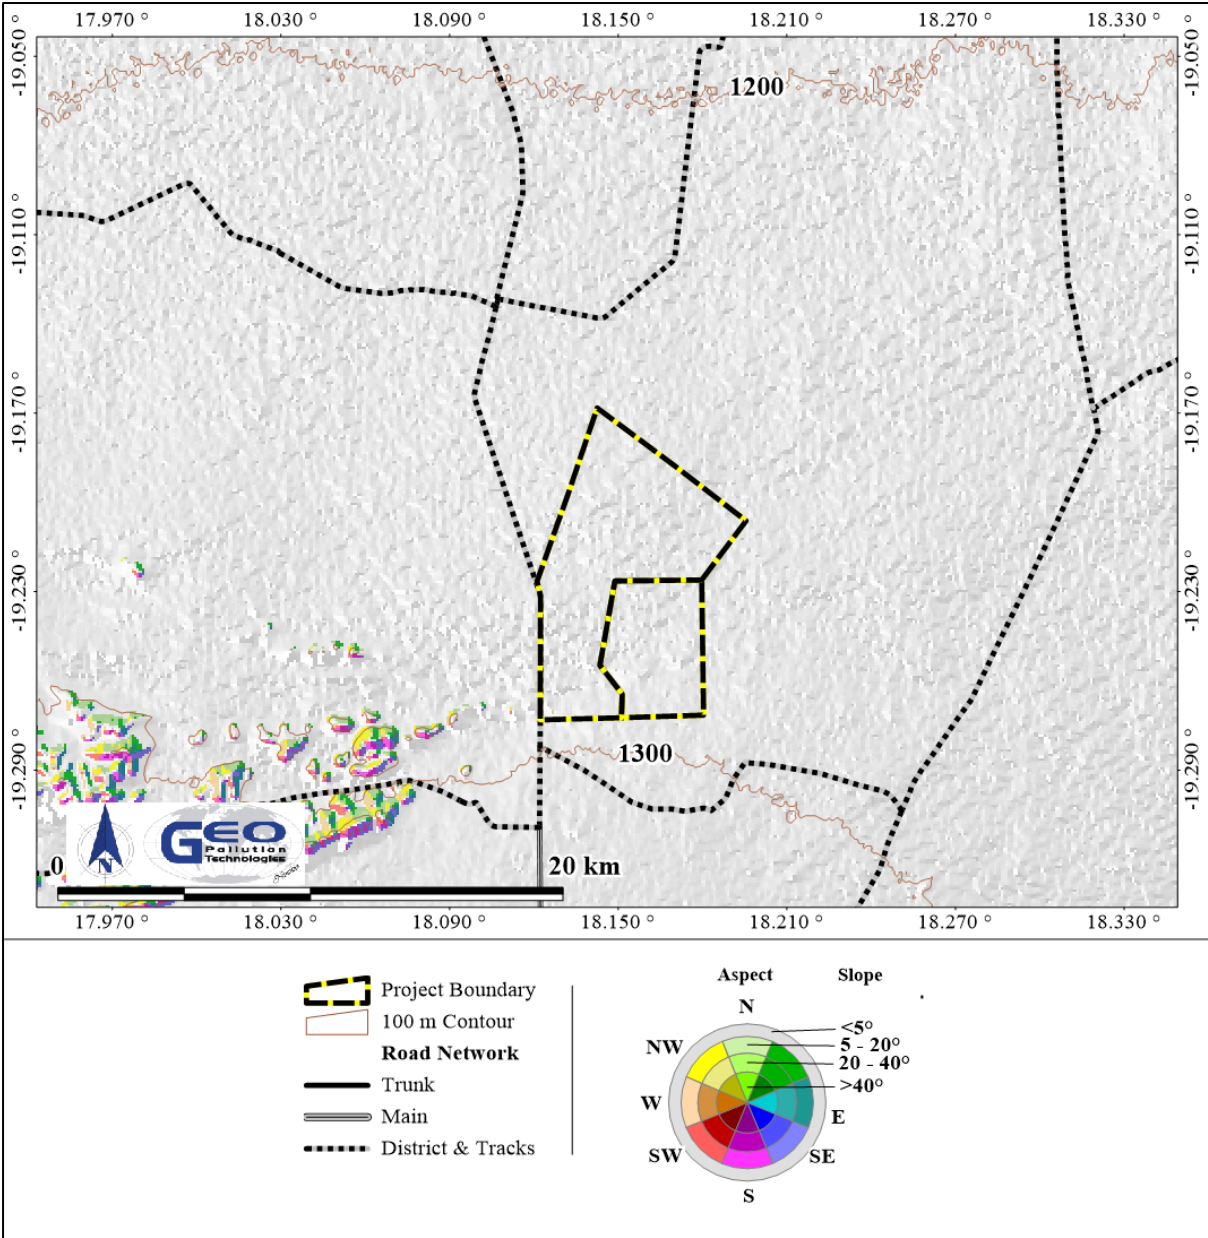 17.970 ° 18.030 ° 18.090 ° 18.150 ° 18.210 ° 18.270 ° 18.330 °
-19.050 °
-19.050 °
1200
-19.110 °
-19.110 °
-19.170 °
-19.170 °
-19.230 °
-19.230 °
1300
-19.290 °
-19.290 °
GEO
Pollution
Technologies
N
0 20 km
17.970 ° 18.030 ° 18.090 ° 18.150 ° 18.210 ° 18.270 ° 18.330 °
Project Boundary
100 m Contour
Road Network
Trunk
Main
District & Tracks
Aspect Slope
N
NW
W
SW
S
SE
E
<5°
5 - 20°
20 - 40°
>40°